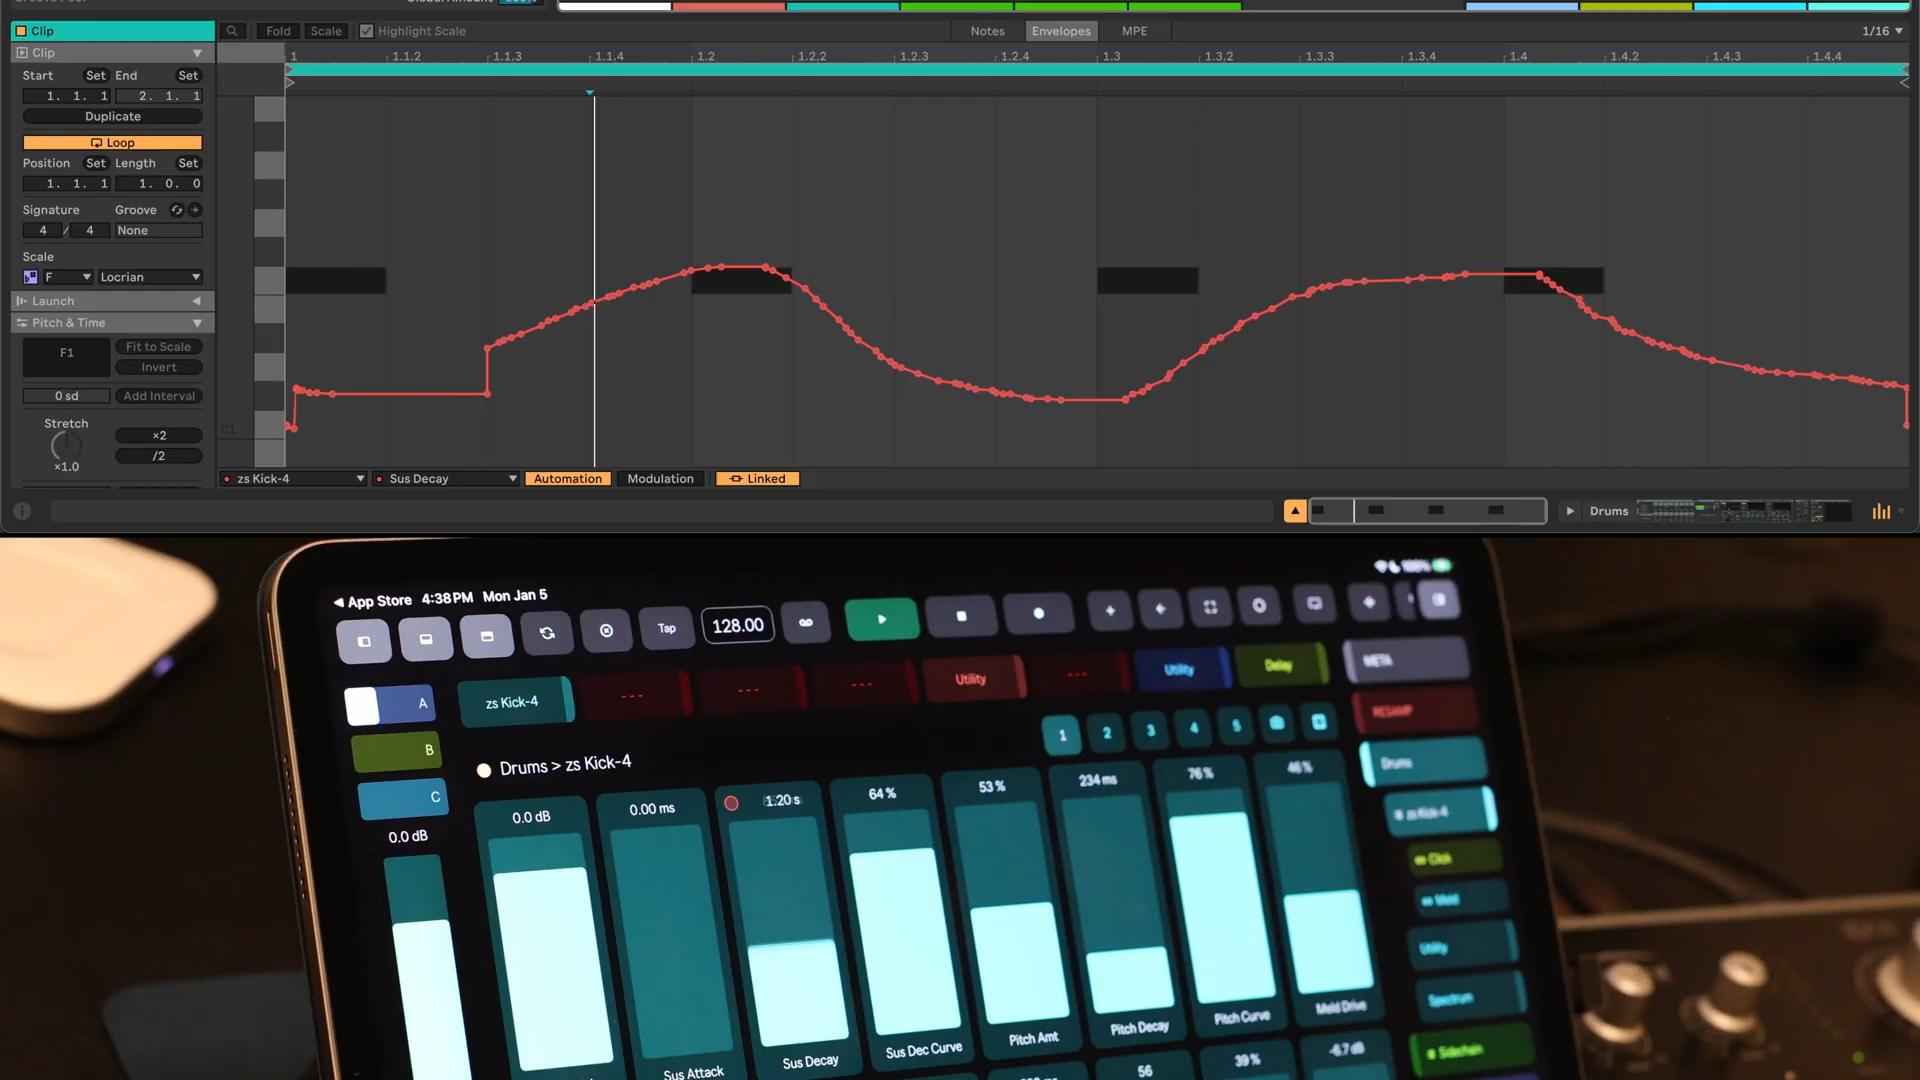 Clip
Fold Scale Highlight Scale
Notes Envelopes MPE
1/16
Clip
1 1.1.2 1.1.3 1.1.4 1.2 1.2.2 1.2.3 1.2.4 1.3 1.3.2 1.3.3 1.3.4 1.4 1.4.2 1.4.3 1.4.4
Start Set End Set
1. 1. 1 2. 1. 1
Duplicate
Loop
Position Set Length Set
1. 1. 1 1. 0. 0
Signature Groove
4 / 4 None
Scale
F Locrian
Launch
Pitch & Time
F1 Fit to Scale
Invert
0 sd Add Interval
Stretch
×2
C1
/2
×1.0
zs Kick-4 Sus Decay Automation Modulation Linked
Drums
App Store 4:38 PM Mon Jan 5
100%
Tap 128.00
A zs Kick-4 --- --- --- Utility --- Utility Delay META
RESAMP
B 1 2 3 4 5
Drums > zs Kick-4 Drums
C 0.0 dB 0.00 ms 1.20 s 64 % 53 % 234 ms 76 % 46 %
zs Kick-4
0.0 dB
Click
Meld
Utility
Spectrum
Sus Attack Sus Decay Sus Dec Curve Pitch Amt Pitch Decay Pitch Curve Meld Drive
Sidechain
56 39 % -6.7 dB